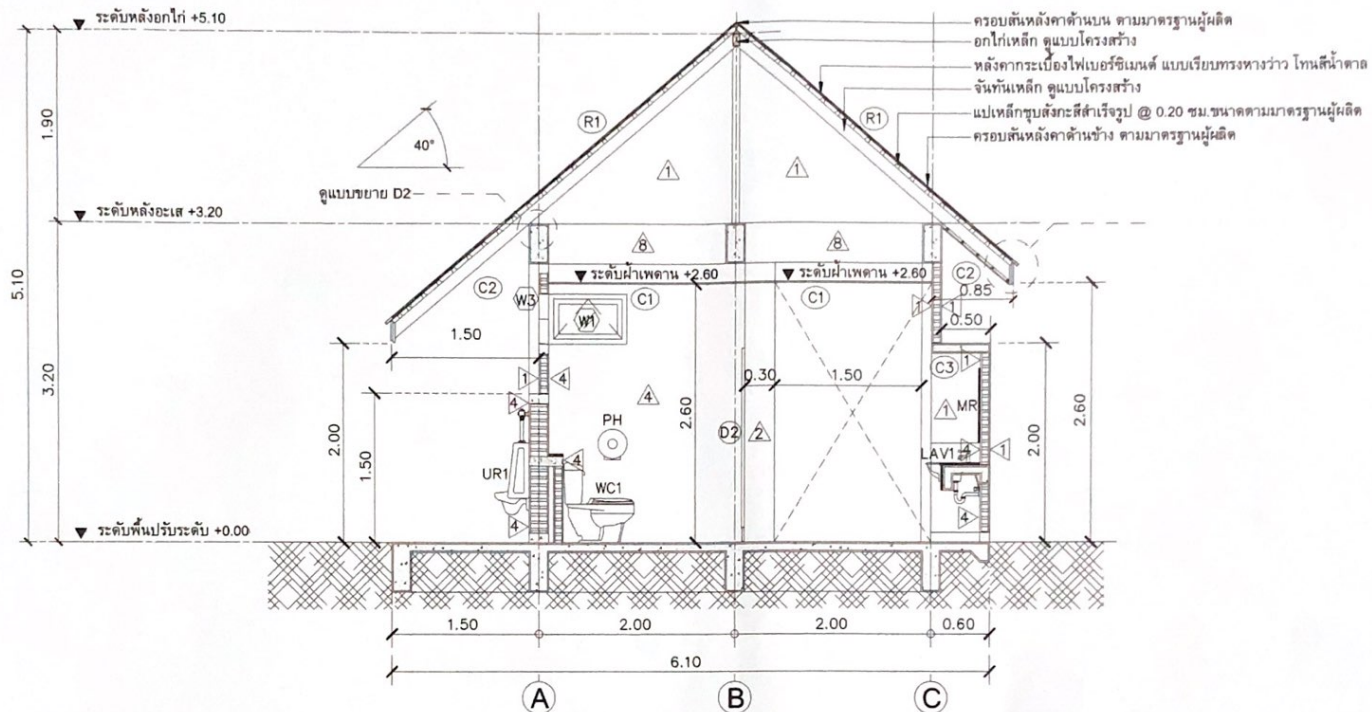 ระดับหลังอกไก่ +5.10
ครอบสันหลังคาด้านบน ตามมาตรฐานผู้ผลิต
อกไก่เหล็ก ดูแบบโครงสร้าง
หลังคากระเบื้องไฟเบอร์ซิเมนต์ แบบเรียบทรงหางว่าว โทนสีน้ำตาล
จันทันเหล็ก ดูแบบโครงสร้าง
แปเหล็กชุบสังกะสีสำเร็จรูป @ 0.20 ซม.ขนาดตามมาตรฐานผู้ผลิต
ครอบสันหลังคาด้านข้าง ตามมาตรฐานผู้ผลิต
R1
R1
40°
1.90
1
1
ดูแบบขยาย D2
ระดับหลังอะเส +3.20
5.10
8
8
ระดับฝ้าเพดาน +2.60
ระดับฝ้าเพดาน +2.60
C2
W3
C1
C1
C2
0.85
1
1
W1
0.50
1.50
3.20
2.00
1.50
1
4
4
4
2.60
0.30
1.50
C3
1
1
MR
2.00
2.60
PH
D2
2
UR1
4
WC1
LAV1
4
1
4
4
ระดับพื้นปรับระดับ +0.00
1.50
2.00
2.00
0.60
6.10
A
B
C